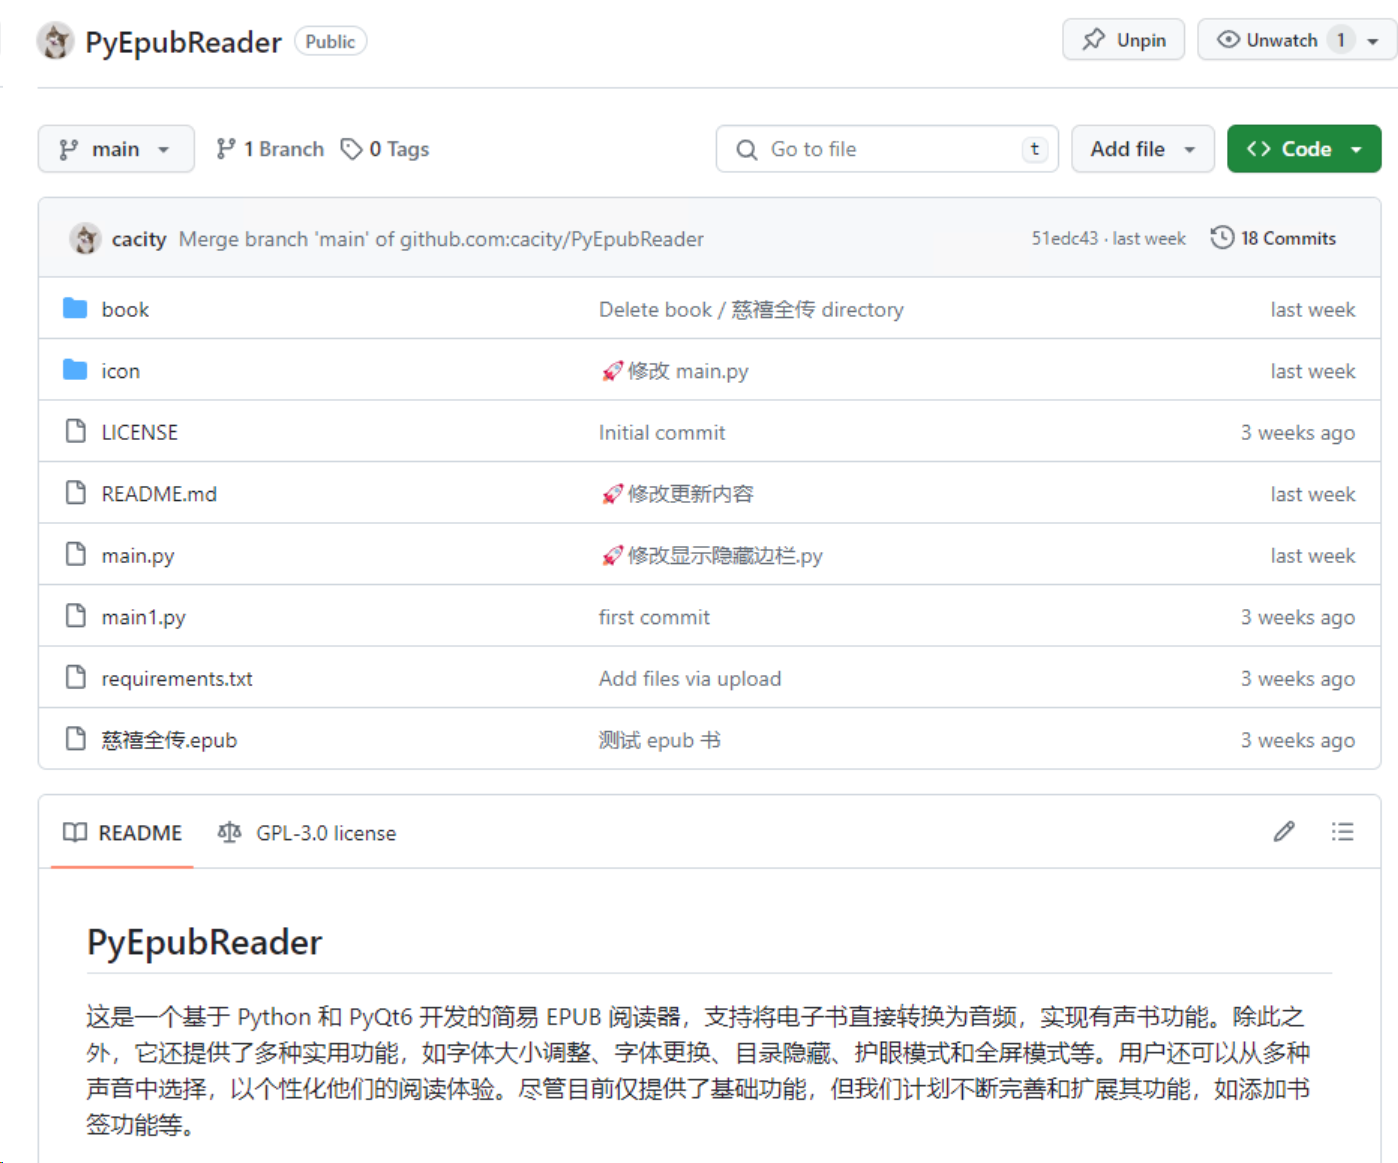 PyEpubReader Public Unpin Unwatch 1
main 1 Branch 0 Tags Go to file t Add file Code
cacity Merge branch 'main' of github.com:cacity/PyEpubReader 51edc43 · last week 18 Commits
book Delete book / 慈禧全传 directory last week
icon 🚀修改 main.py last week
LICENSE Initial commit 3 weeks ago
README.md 🚀修改更新内容 last week
main.py 🚀修改显示隐藏边栏.py last week
main1.py first commit 3 weeks ago
requirements.txt Add files via upload 3 weeks ago
慈禧全传.epub 测试 epub 书 3 weeks ago
README GPL-3.0 license
PyEpubReader
这是一个基于 Python 和 PyQt6 开发的简易 EPUB 阅读器，支持将电子书直接转换为音频，实现有声书功能。除此之
外，它还提供了多种实用功能，如字体大小调整、字体更换、目录隐藏、护眼模式和全屏模式等。用户还可以从多种
声音中选择，以个性化他们的阅读体验。尽管目前仅提供了基础功能，但我们计划不断完善和扩展其功能，如添加书
签功能等。